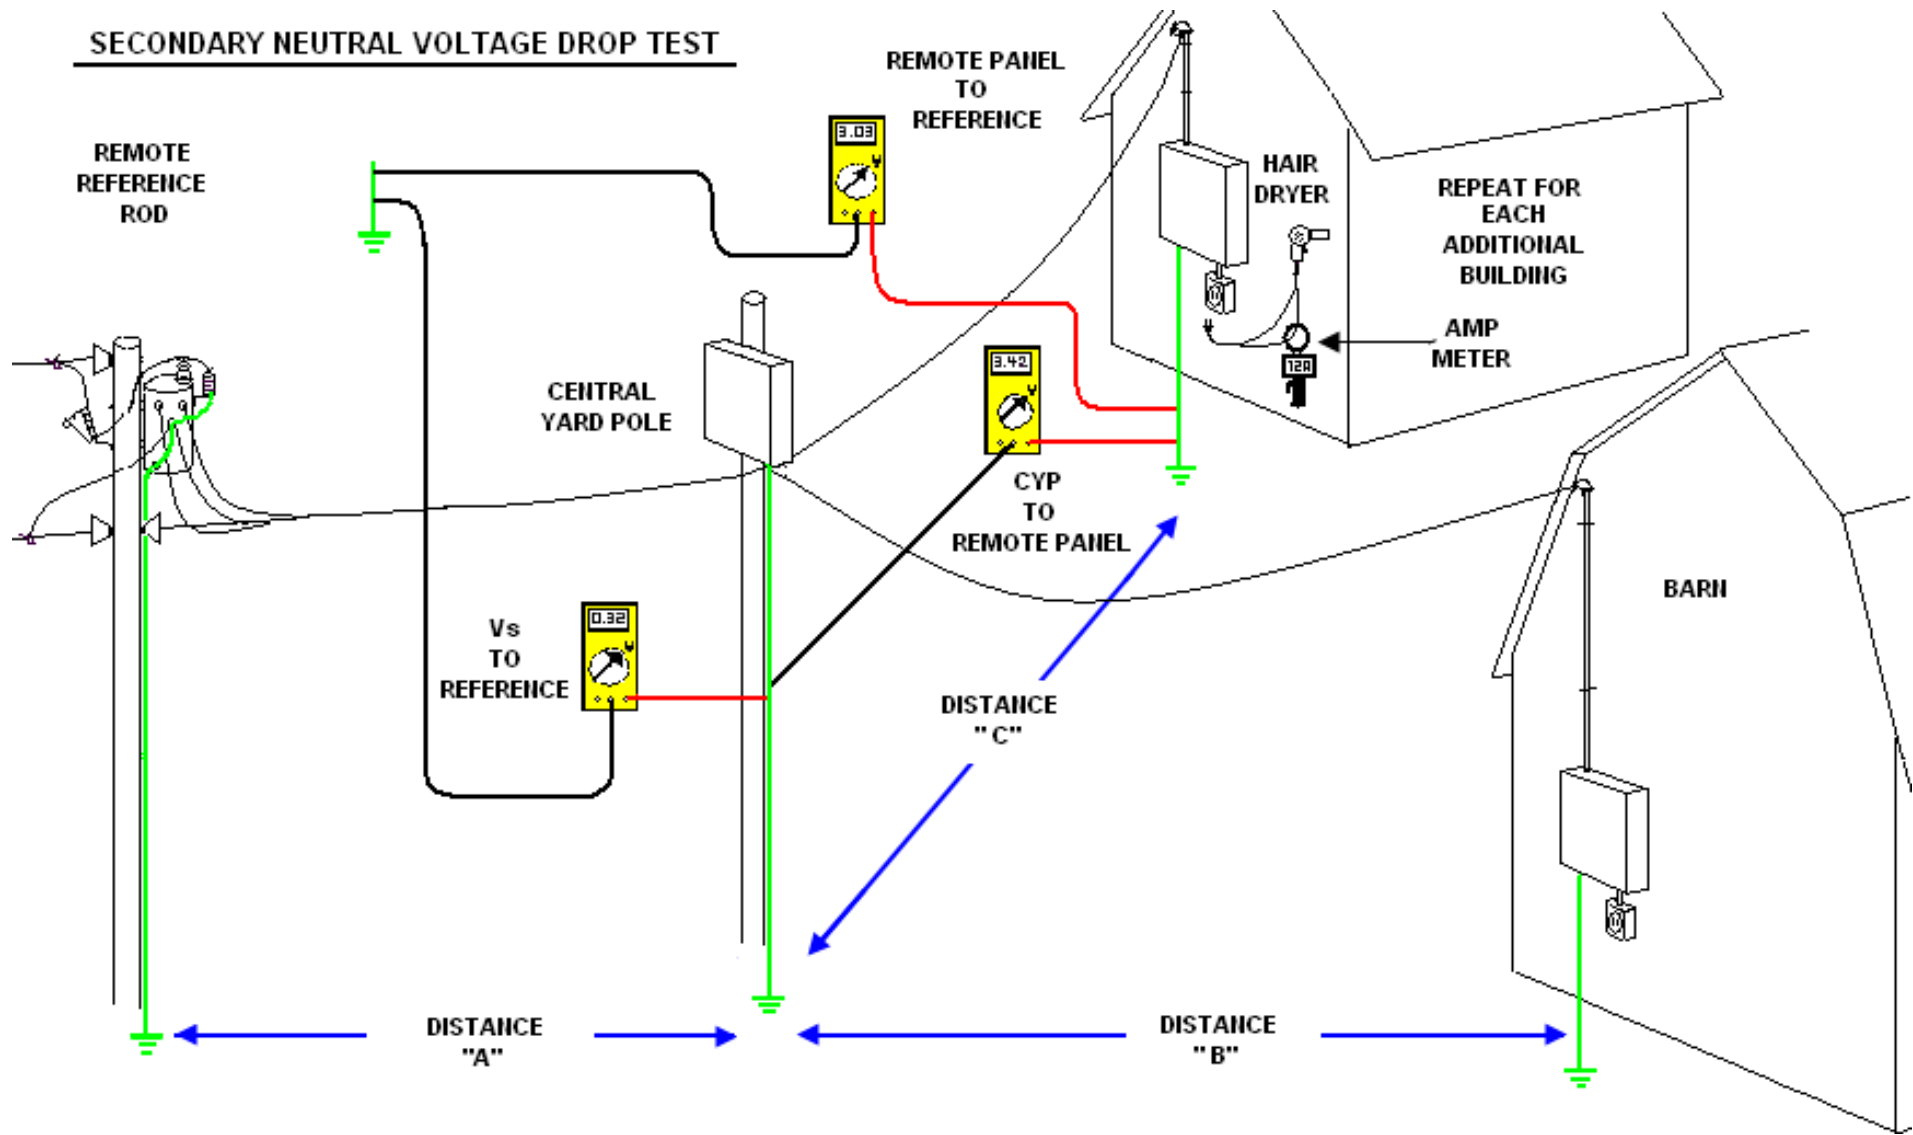 SECONDARY NEUTRAL VOLTAGE DROP TEST
REMOTE PANEL
TO
REFERENCE
3.03
REMOTE
REFERENCE
ROD
HAIR
DRYER
REPEAT FOR
EACH
ADDITIONAL
BUILDING
AMP
METER
12A
3.42
CENTRAL
YARD POLE
CYP
TO
REMOTE PANEL
0.32
Vs
TO
REFERENCE
BARN
DISTANCE
"C"
DISTANCE
"A"
DISTANCE
"B"